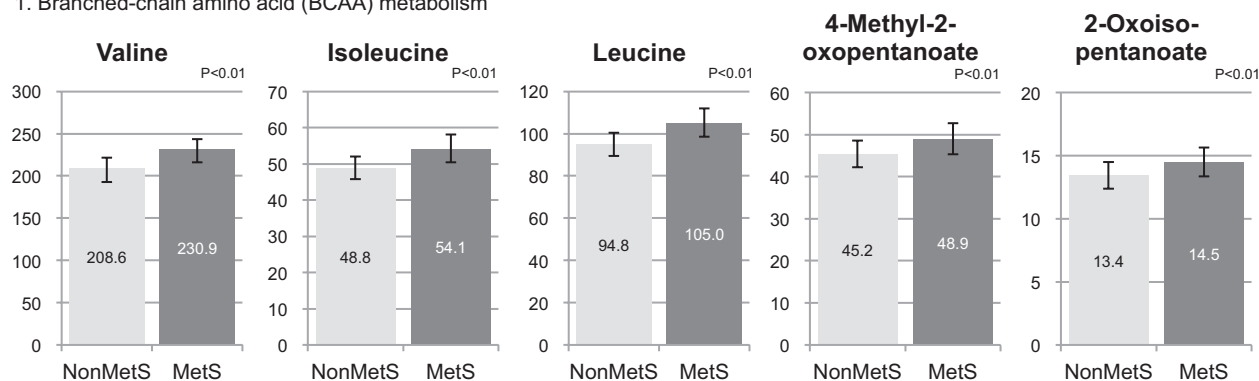 1. Branched-chain amino acid (BCAA) metabolism
Valine
P<0.01
300
250
200
150
100
50
0
208.6
230.9
NonMetS MetS
Isoleucine
P<0.01
70
60
50
40
30
20
10
0
48.8
54.1
NonMetS MetS
Leucine
P<0.01
120
100
80
60
40
20
0
94.8
105.0
NonMetS MetS
4-Methyl-2-
oxopentanoate
P<0.01
60
50
40
30
20
10
0
45.2
48.9
NonMetS MetS
2-Oxoiso-
pentanoate
P<0.01
20
15
10
5
0
13.4
14.5
NonMetS MetS